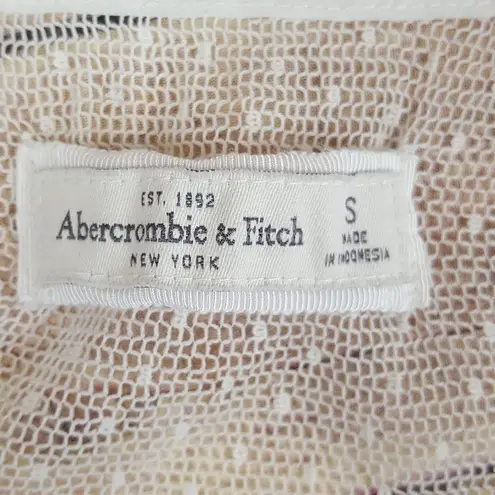 EST. 1892
Abercrombie & Fitch
NEW YORK
S
MADE
IN INDONESIA